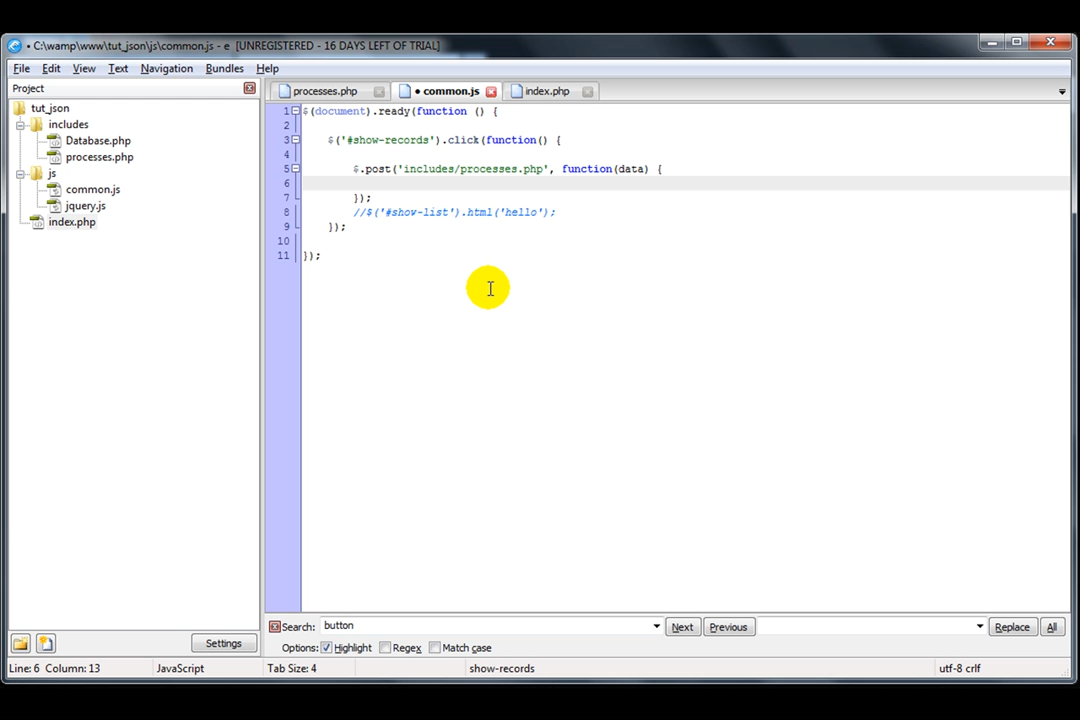 • C:\wamp\www\tut_json\js\common.js - e [UNREGISTERED - 16 DAYS LEFT OF TRIAL]
File Edit View Text Navigation Bundles Help
Project
processes.php • common.js index.php
tut_json
includes
Database.php
processes.php
js
common.js
jquery.js
index.php
1 $(document).ready(function () {
2
3 $('#show-records').click(function() {
4
5 $.post('includes/processes.php', function(data) {
6
7 });
8 //$('#show-list').html('hello');
9 });
10
11 });
Search: button Next Previous Replace All
Options: Highlight Regex Match case
Settings
Line: 6 Column: 13 JavaScript Tab Size: 4 show-records utf-8 crlf